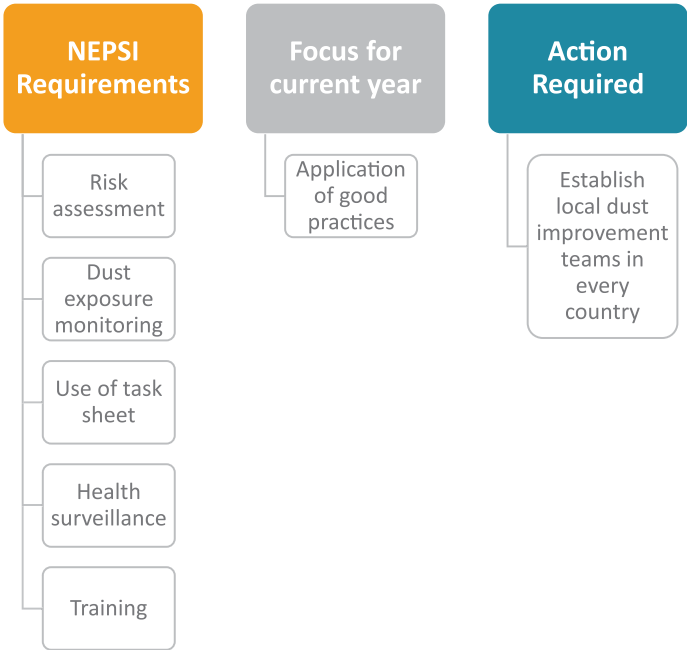 NEPSI
Requirements
Risk
assessment
Dust
exposure
monitoring
Use of task
sheet
Health
surveillance
Training
Focus for
current year
Application
of good
practices
Action
Required
Establish
local dust
improvement
teams in
every
country